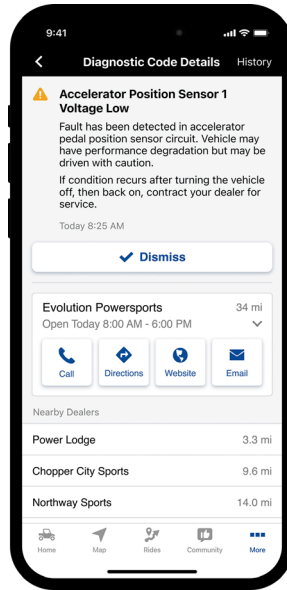 9:41
Diagnostic Code Details History
Accelerator Position Sensor 1
Voltage Low
Fault has been detected in accelerator
pedal position sensor circuit. Vehicle may
have performance degradation but may be
driven with caution.
If condition recurs after turning the vehicle
off, then back on, contract your dealer for
service.
Today 8:25 AM
Dismiss
Evolution Powersports 34 mi
Open Today 8:00 AM - 6:00 PM
Call Directions Website Email
Nearby Dealers
Power Lodge 3.3 mi
Chopper City Sports 9.6 mi
Northway Sports 14.0 mi
Home Map Rides Community More